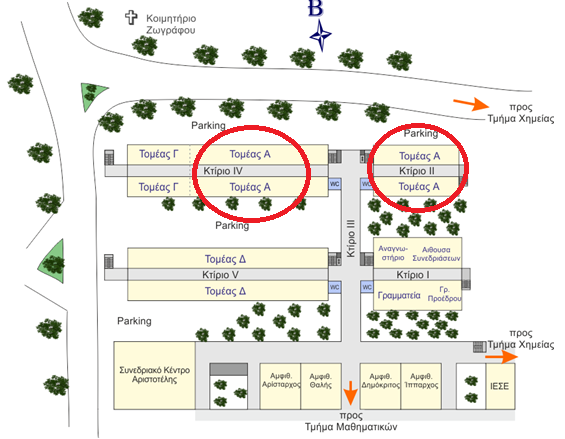 Β
Κοιμητήριο
Ζωγράφου
προς
Τμήμα Χημείας
Parking
Parking
Τομέας Γ
Τομέας Α
Τομέας Α
Κτίριο IV
Κτίριο II
Τομέας Γ
Τομέας Α
WC
WC
Τομέας Α
Parking
Κτίριο III
Τομέας Δ
Αναγνω-
στήριο
Αιθουσα
Συνεδριάσεων
Κτίριο V
Κτίριο I
Τομέας Δ
WC
WC
Γραμματεία
Γρ.
Προέδρου
Parking
προς
Τμήμα Χημείας
Συνεδριακό Κέντρο
Αριστοτέλης
Αμφιθ.
Αρίσταρχος
Αμφιθ.
Θαλής
Αμφιθ.
Δημόκριτος
Αμφιθ.
Ίππαρχος
ΙΕΣΕ
προς
Τμήμα Μαθηματικών